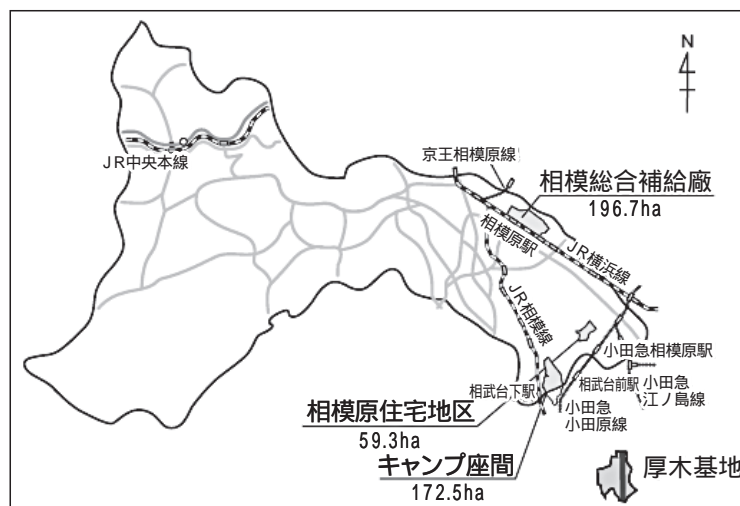 N
京王相模原線
JR中央本線
相模総合補給廠
196.7ha
相模原駅
JR横浜線
JR相模線
小田急相模原駅
相武台下駅
相武台前駅
小田急
江ノ島線
小田急
小田原線
相模原住宅地区
59.3ha
キャンプ座間
172.5ha
厚木基地